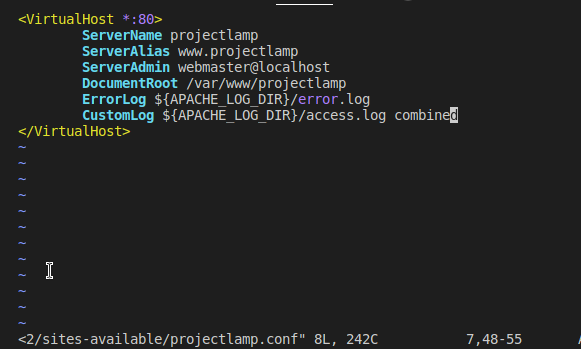 <VirtualHost *:80>
ServerName projectlamp
ServerAlias www.projectlamp
ServerAdmin webmaster@localhost
DocumentRoot /var/www/projectlamp
ErrorLog ${APACHE_LOG_DIR}/error.log
CustomLog ${APACHE_LOG_DIR}/access.log combined
</VirtualHost>
~
~
~
~
~
~
~
~
~
~
~
~
<2/sites-available/projectlamp.conf" 8L, 242C 7,48-55